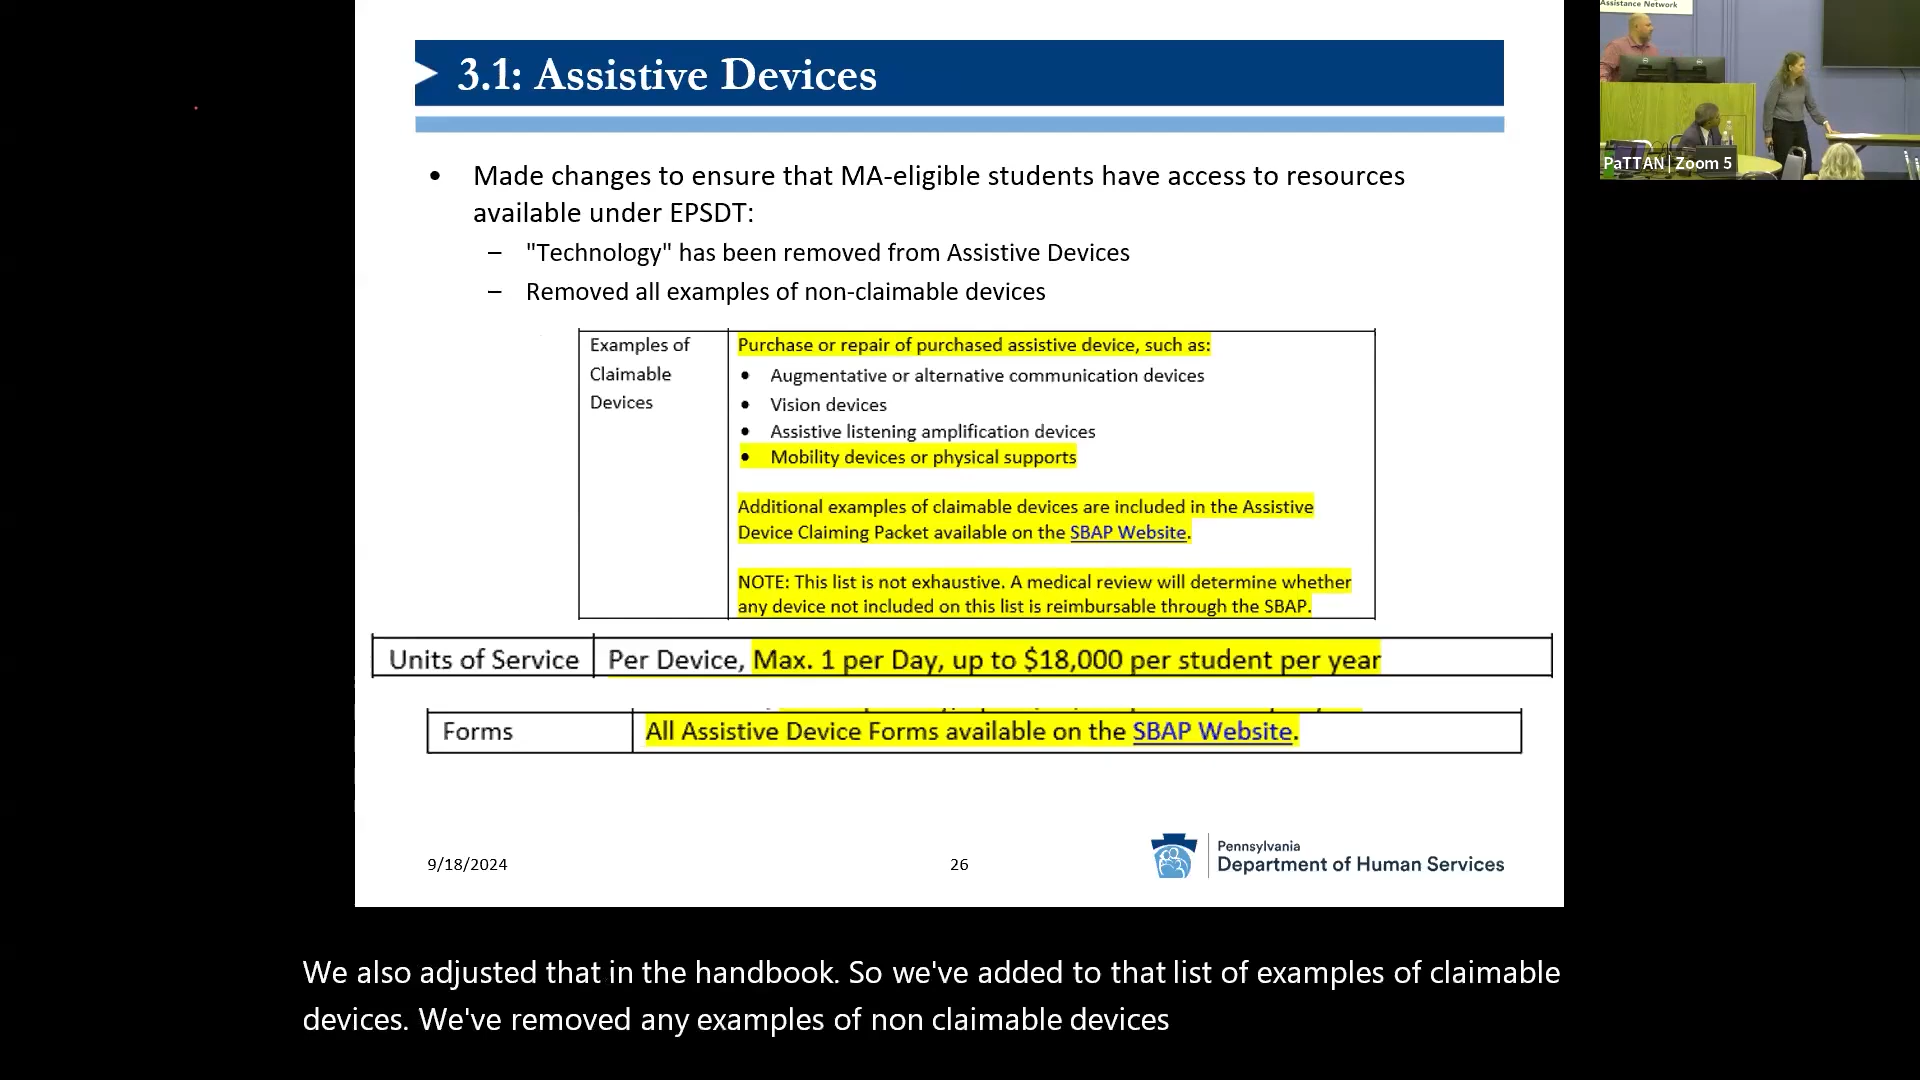 Assistance Network
3.1: Assistive Devices
• Made changes to ensure that MA-eligible students have access to resources
available under EPSDT:
– "Technology" has been removed from Assistive Devices
– Removed all examples of non-claimable devices
Examples of
Claimable
Devices
Purchase or repair of purchased assistive device, such as:
• Augmentative or alternative communication devices
• Vision devices
• Assistive listening amplification devices
• Mobility devices or physical supports
Additional examples of claimable devices are included in the Assistive
Device Claiming Packet available on the SBAP Website.
NOTE: This list is not exhaustive. A medical review will determine whether
any device not included on this list is reimbursable through the SBAP.
Units of Service
Per Device, Max. 1 per Day, up to $18,000 per student per year
Forms
All Assistive Device Forms available on the SBAP Website.
9/18/2024
26
Pennsylvania
Department of Human Services
PaTTAN | Zoom 5
We also adjusted that in the handbook. So we've added to that list of examples of claimable
devices. We've removed any examples of non claimable devices